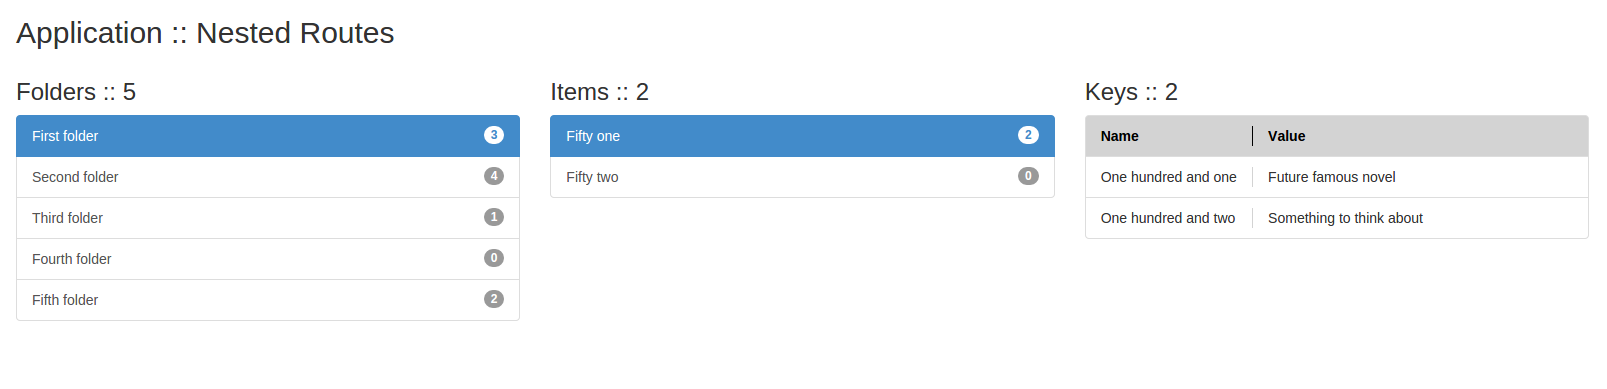 Application :: Nested Routes
Folders :: 5
First folder 3
Second folder 4
Third folder 1
Fourth folder 0
Fifth folder 2
Items :: 2
Fifty one 2
Fifty two 0
Keys :: 2
Name Value
One hundred and one Future famous novel
One hundred and two Something to think about